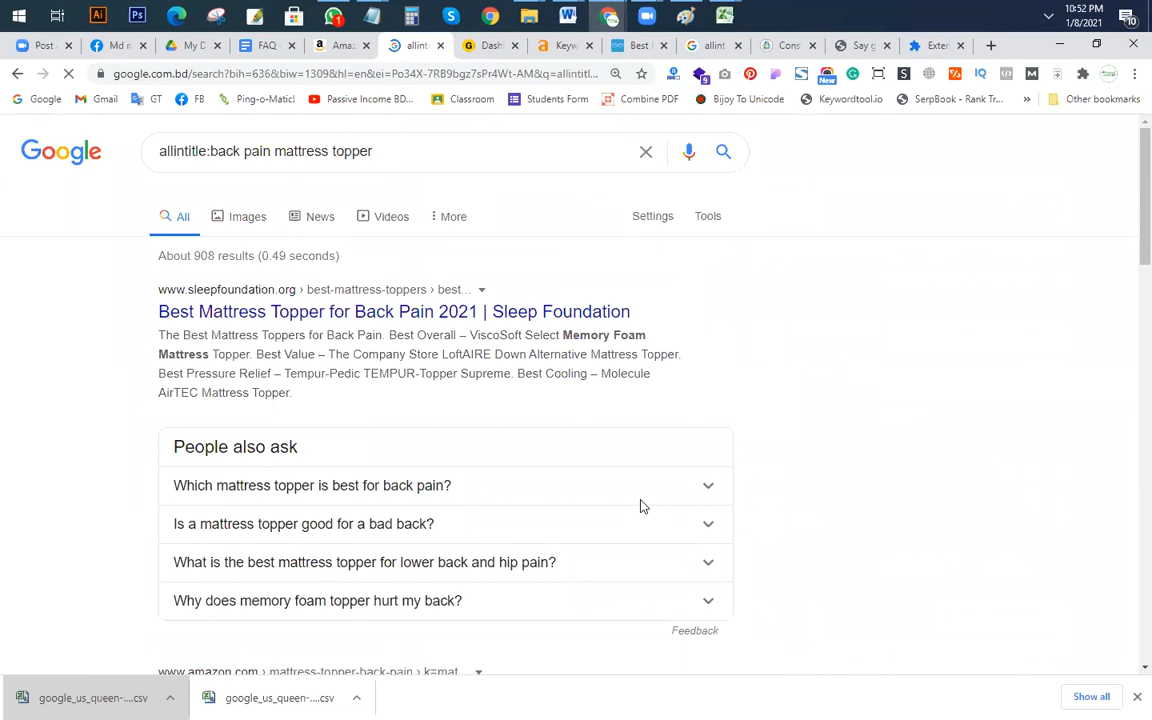 10:52 PM
1/8/2021
10
1
Post
Md n
My D
FAQ
Amaz
allint
Dash
Keyw
Best
allint
Cons
Say g
Exter
google.com.bd/search?bih=636&biw=1309&hl=en&ei=Po34X-7RB9bgz7sPr4Wt-AM&q=allintitl...
Google
Gmail
GT
FB
Ping-o-Matic!
Passive Income BD...
Classroom
Students Form
Combine PDF
Bijoy To Unicode
Keywordtool.io
SerpBook - Rank Tr...
Other bookmarks
Google
allintitle:back pain mattress topper
All
Images
News
Videos
More
Settings
Tools
About 908 results (0.49 seconds)
www.sleepfoundation.org › best-mattress-toppers › best...
Best Mattress Topper for Back Pain 2021 | Sleep Foundation
The Best Mattress Toppers for Back Pain. Best Overall – ViscoSoft Select Memory Foam
Mattress Topper. Best Value – The Company Store LoftAIRE Down Alternative Mattress Topper.
Best Pressure Relief – Tempur-Pedic TEMPUR-Topper Supreme. Best Cooling – Molecule
AirTEC Mattress Topper.
People also ask
Which mattress topper is best for back pain?
Is a mattress topper good for a bad back?
What is the best mattress topper for lower back and hip pain?
Why does memory foam topper hurt my back?
Feedback
www.amazon.com › mattress-topper-back-pain › k=mat...
google_us_queen-....csv
google_us_queen-....csv
Show all